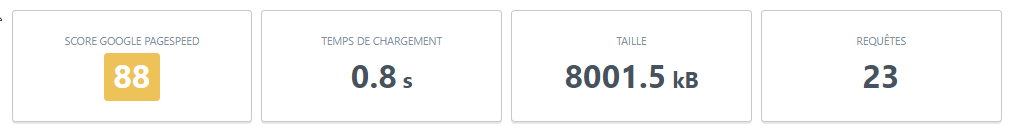 SCORE GOOGLE PAGESPEED
88
TEMPS DE CHARGEMENT
0.8 s
TAILLE
8001.5 kB
REQUÊTES
23